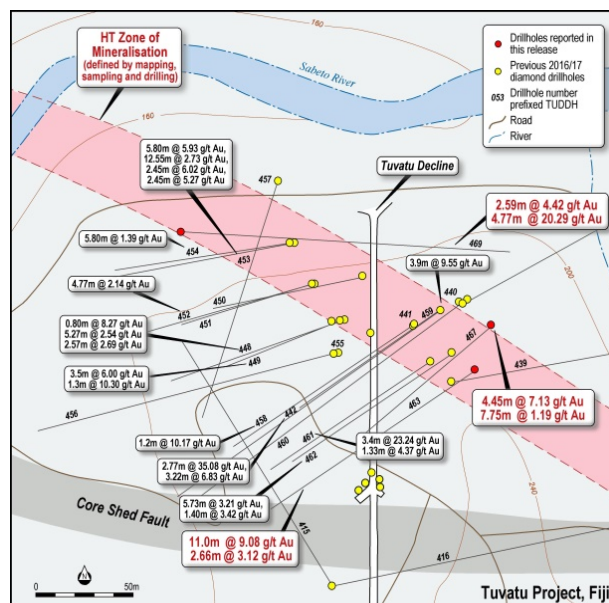 HT Zone of
Mineralisation
(defined by mapping,
sampling and drilling)
160
Sabeto River
Drillholes reported in
this release
Previous 2016/17
diamond drillholes
053 Drillhole number
prefixed TUDDH
Road
River
160
5.80m @ 5.93 g/t Au,
12.55m @ 2.73 g/t Au,
2.45m @ 6.02 g/t Au,
2.45m @ 5.27 g/t Au
457
Tuvatu Decline
2.59m @ 4.42 g/t Au
4.77m @ 20.29 g/t Au
5.80m @ 1.39 g/t Au
454
453
469
3.9m @ 9.55 g/t Au
200
4.77m @ 2.14 g/t Au
452
450
451
441
459
440
467
0.80m @ 8.27 g/t Au
5.27m @ 2.54 g/t Au
2.57m @ 2.69 g/t Au
448
449
455
439
3.5m @ 6.00 g/t Au
1.3m @ 10.30 g/t Au
463
4.45m @ 7.13 g/t Au
7.75m @ 1.19 g/t Au
456
458
442
460
461
462
1.2m @ 10.17 g/t Au
3.4m @ 23.24 g/t Au
1.33m @ 4.37 g/t Au
2.77m @ 35.08 g/t Au,
3.22m @ 6.83 g/t Au
Core Shed Fault
5.73m @ 3.21 g/t Au,
1.40m @ 3.42 g/t Au
240
415
11.0m @ 9.08 g/t Au
2.66m @ 3.12 g/t Au
416
N
0 50m
Tuvatu Project, Fiji